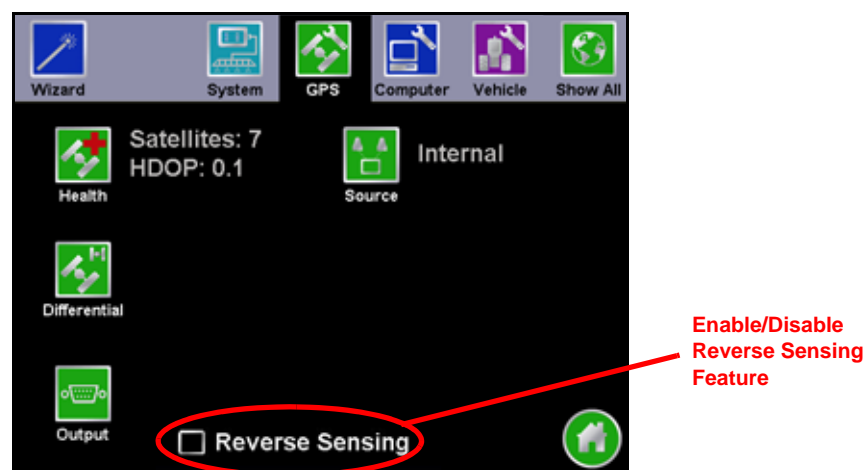 Wizard
System
GPS
Computer
Vehicle
Show All
Satellites: 7
HDOP: 0.1
Health
Internal
Source
Differential
Output
Reverse Sensing
Enable/Disable
Reverse Sensing
Feature